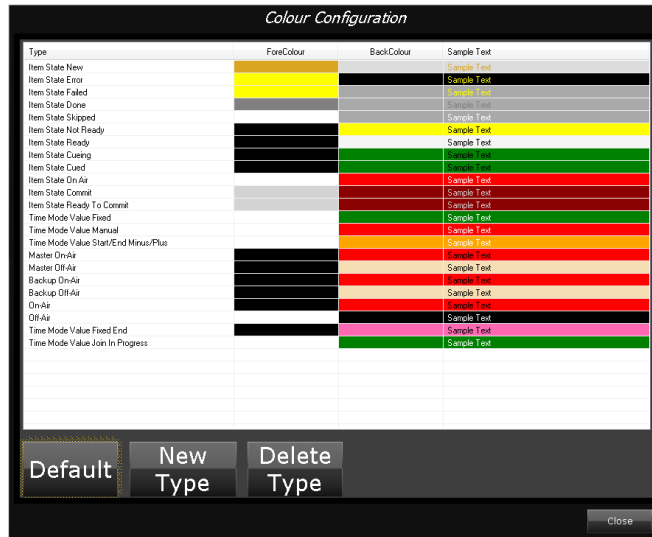 Colour Configuration
Type ForeColour BackColour Sample Text
Item State New Sample Text
Item State Error Sample Text
Item State Failed Sample Text
Item State Done Sample Text
Item State Skipped Sample Text
Item State Not Ready Sample Text
Item State Ready Sample Text
Item State Cueing Sample Text
Item State Cued Sample Text
Item State On Air Sample Text
Item State Commit Sample Text
Item State Ready To Commit Sample Text
Time Mode Value Fixed Sample Text
Time Mode Value Manual Sample Text
Time Mode Value Start/End Minus/Plus Sample Text
Master On-Air Sample Text
Master Off-Air Sample Text
Backup On-Air Sample Text
Backup Off-Air Sample Text
On-Air Sample Text
Off-Air Sample Text
Time Mode Value Fixed End Sample Text
Time Mode Value Join In Progress Sample Text
Default
New
Type
Delete
Type
Close